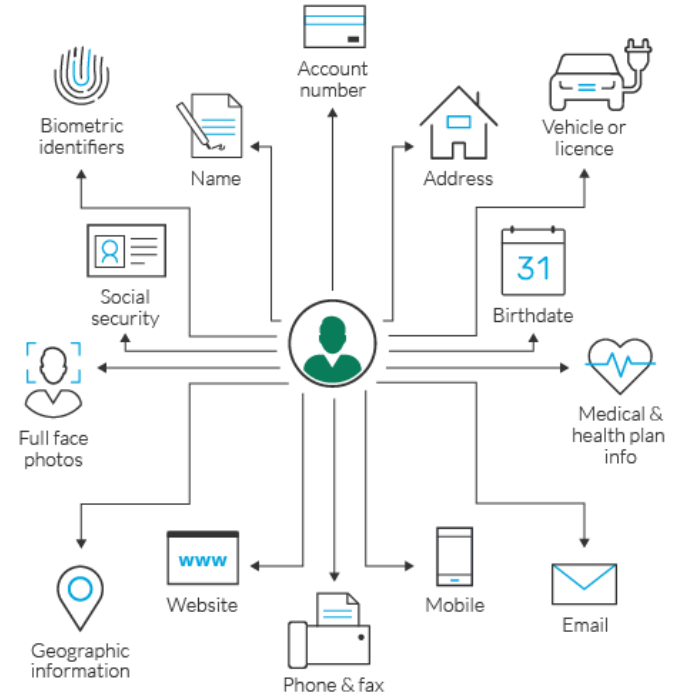 Account
number
Biometric
identifiers
Name
Address
Vehicle or
licence
Social
security
31
Birthdate
Full face
photos
Medical &
health plan
info
www
Website
Mobile
Email
Geographic
information
Phone & fax